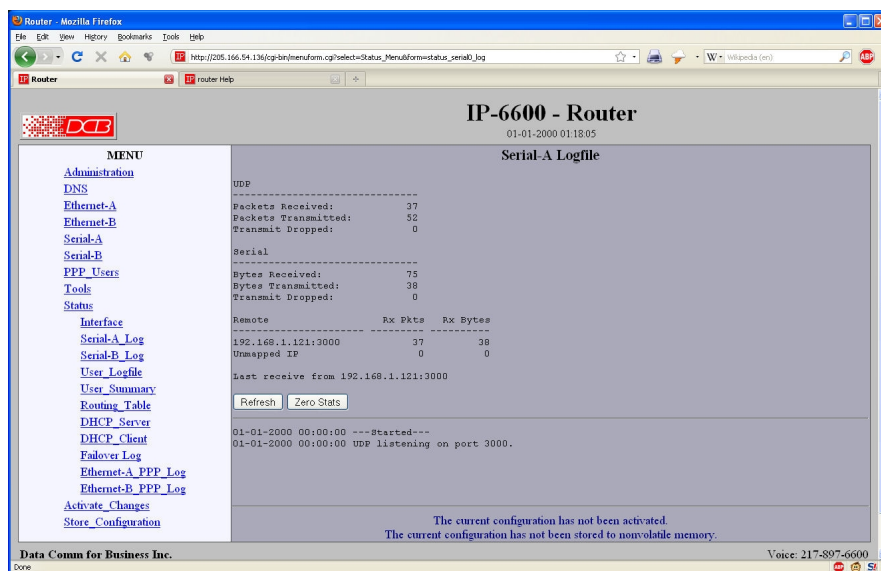 Router - Mozilla Firefox
File Edit View History Bookmarks Tools Help
http://205.166.54.136/cgi-bin/menuform.cgi?select=Status_Menu&form=status_serial0_log
W Wikipedia (en)
ABP
IP Router
IP router Help
DCB
IP-6600 - Router
01-01-2000 01:18:05
MENU
Administration
DNS
Ethernet-A
Ethernet-B
Serial-A
Serial-B
PPP_Users
Tools
Status
Interface
Serial-A_Log
Serial-B_Log
User_Logfile
User_Summary
Routing_Table
DHCP_Server
DHCP_Client
Failover Log
Ethernet-A_PPP_Log
Ethernet-B_PPP_Log
Activate_Changes
Store_Configuration
Serial-A Logfile
UDP
-------------------------------
Packets Received: 37
Packets Transmitted: 52
Transmit Dropped: 0
Serial
-------------------------------
Bytes Received: 75
Bytes Transmitted: 38
Transmit Dropped: 0
Remote Rx Pkts Rx Bytes
---------------------- --------- ----------
192.168.1.121:3000 37 38
Unmapped IP 0 0
Last receive from 192.168.1.121:3000
Refresh Zero Stats
01-01-2000 00:00:00 ---Started---
01-01-2000 00:00:00 UDP listening on port 3000.
The current configuration has not been activated.
The current configuration has not been stored to nonvolatile memory.
Data Comm for Business Inc. Voice: 217-897-6600
Done
ABP S!